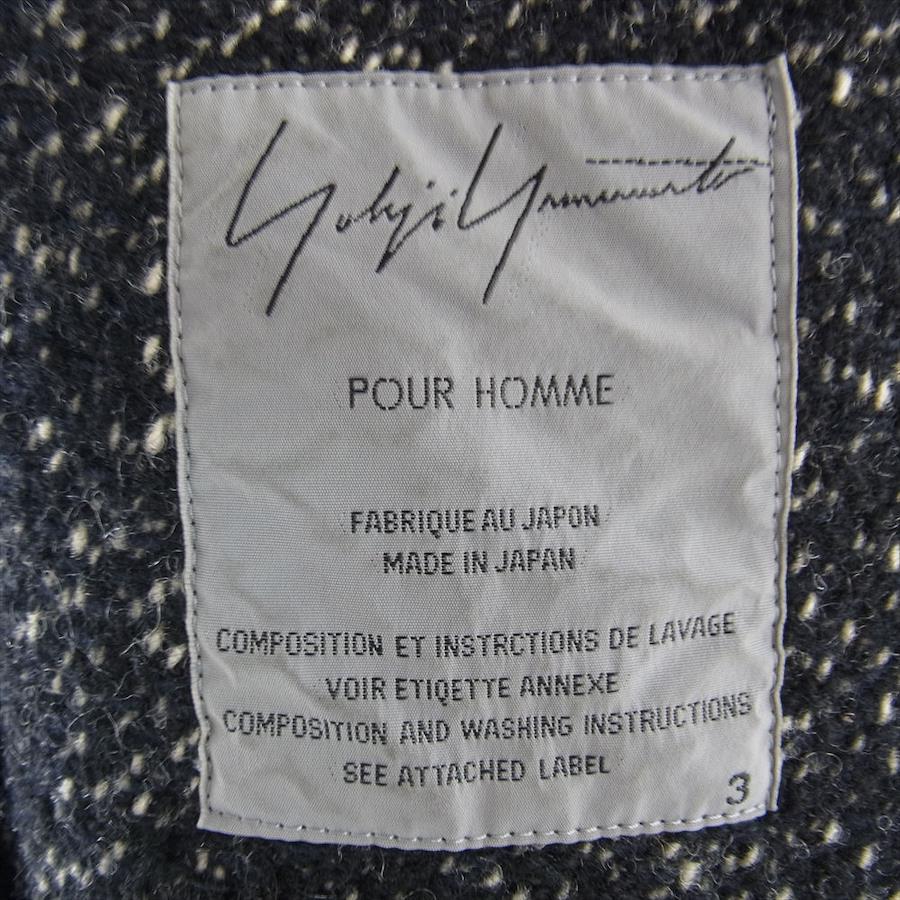 Yohji Yamamoto
POUR HOMME
FABRIQUE AU JAPON
MADE IN JAPAN
COMPOSITION ET INSTRCTIONS DE LAVAGE
VOIR ETIQETTE ANNEXE
COMPOSITION AND WASHING INSTRUCTIONS
SEE ATTACHED LABEL
3